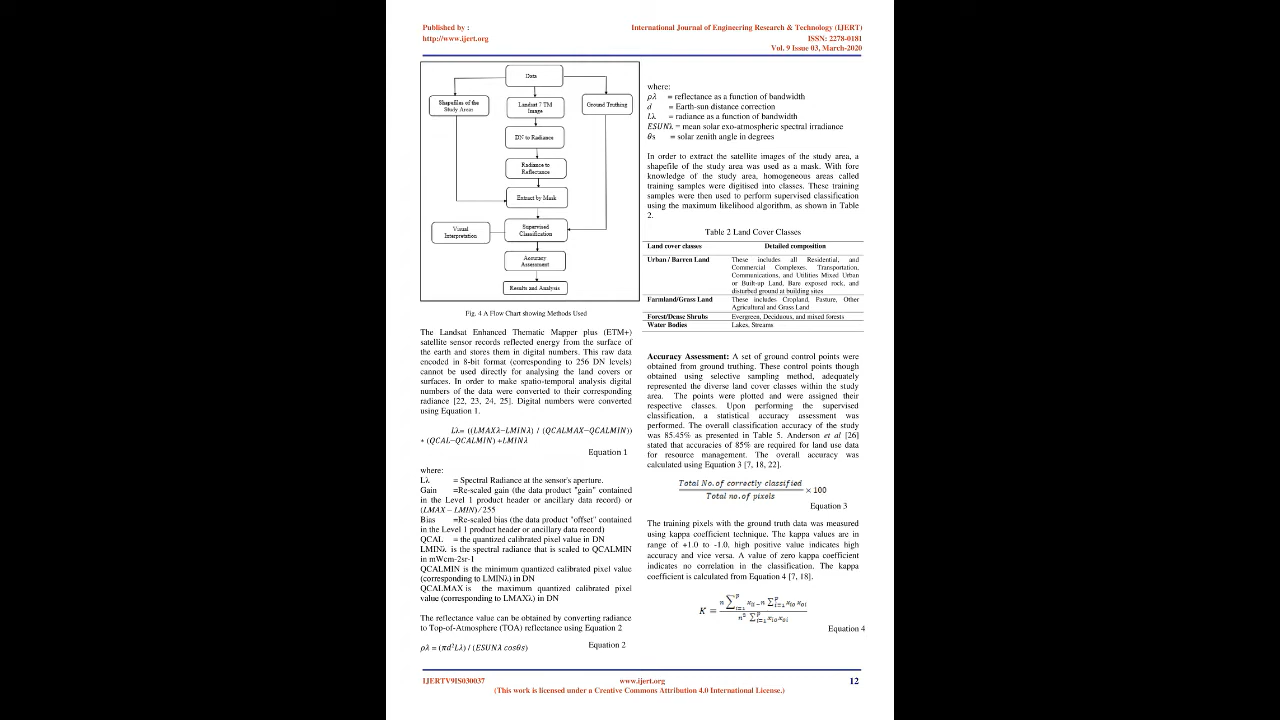 Published by :
http://www.ijert.org
International Journal of Engineering Research & Technology (IJERT)
ISSN: 2278-0181
Vol. 9 Issue 03, March-2020
Data
Shapefiles of the
Study Areas
Landsat 7 TM
Image
Ground Truthing
DN to Radiance
Radiance to
Reflectance
Extract by Mask
Visual
Interpretation
Supervised
Classification
Accuracy
Assessment
Results and Analysis
Fig. 4 A Flow Chart showing Methods Used
The Landsat Enhanced Thematic Mapper plus (ETM+)
satellite sensor records reflected energy from the surface of
the earth and stores them in digital numbers. This raw data
encoded in 8-bit format (corresponding to 256 DN levels)
cannot be used directly for analysing the land covers or
surfaces. In order to make spatio-temporal analysis digital
numbers of the data were converted to their corresponding
radiance [22, 23, 24, 25]. Digital numbers were converted
using Equation 1.
Lλ= ((LMAXλ−LMINλ) / (QCALMAX−QCALMIN))
∗ (QCAL−QCALMIN) +LMINλ
Equation 1
where:
Lλ = Spectral Radiance at the sensor's aperture.
Gain =Re-scaled gain (the data product "gain" contained
in the Level 1 product header or ancillary data record) or
(LMAX − LMIN)/255
Bias =Re-scaled bias (the data product "offset" contained
in the Level 1 product header or ancillary data record)
QCAL = the quantized calibrated pixel value in DN
LMINλ is the spectral radiance that is scaled to QCALMIN
in mWcm-2sr-1
QCALMIN is the minimum quantized calibrated pixel value
(corresponding to LMINλ) in DN
QCALMAX is the maximum quantized calibrated pixel
value (corresponding to LMAXλ) in DN
The reflectance value can be obtained by converting radiance
to Top-of-Atmosphere (TOA) reflectance using Equation 2
ρλ = (πd²Lλ) / (ESUNλ cosθs) Equation 2
where:
ρλ = reflectance as a function of bandwidth
d = Earth-sun distance correction
Lλ = radiance as a function of bandwidth
ESUNλ = mean solar exo-atmospheric spectral irradiance
θs = solar zenith angle in degrees
In order to extract the satellite images of the study area, a
shapefile of the study area was used as a mask. With fore
knowledge of the study area, homogeneous areas called
training samples were digitised into classes. These training
samples were then used to perform supervised classification
using the maximum likelihood algorithm, as shown in Table
2.
Table 2 Land Cover Classes
Land cover classes Detailed composition
Urban / Barren Land These includes all Residential, and
Commercial Complexes, Transportation,
Communications, and Utilities Mixed Urban
or Built-up Land, Bare exposed rock, and
disturbed ground at building sites
Farmland/Grass Land These includes Cropland, Pasture, Other
Agricultural and Grass Land
Forest/Dense Shrubs Evergreen, Deciduous, and mixed forests
Water Bodies Lakes, Streams
Accuracy Assessment: A set of ground control points were
obtained from ground truthing. These control points though
obtained using selective sampling method, adequately
represented the diverse land cover classes within the study
area. The points were plotted and were assigned their
respective classes. Upon performing the supervised
classification, a statistical accuracy assessment was
performed. The overall classification accuracy of the study
was 85.45% as presented in Table 5. Anderson et al [26]
stated that accuracies of 85% are required for land use data
for resource management. The overall accuracy was
calculated using Equation 3 [7, 18, 22].
Total No. of correctly classified
Total no. of pixels
× 100
Equation 3
The training pixels with the ground truth data was measured
using kappa coefficient technique. The kappa values are in
range of +1.0 to -1.0, high positive value indicates high
accuracy and vice versa. A value of zero kappa coefficient
indicates no correlation in the classification. The kappa
coefficient is calculated from Equation 4 [7, 18].
K = n ∑ᵖᵢ₌₁ xᵢᵢ − n ∑ᵖᵢ₌₁ xᵢₒ xₒᵢ
n² ∑ᵖᵢ₌₁ xᵢₒ xₒᵢ
Equation 4
IJERTV9IS030037
www.ijert.org
12
(This work is licensed under a Creative Commons Attribution 4.0 International License.)